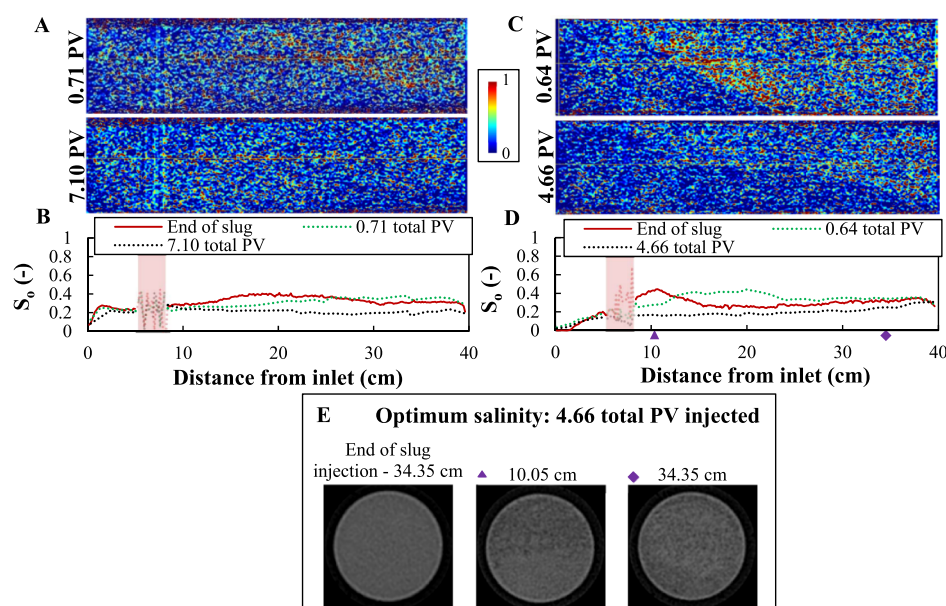 A
0.71 PV
7.10 PV
1
0
C
0.64 PV
4.66 PV
B
End of slug
0.71 total PV
7.10 total PV
1
0.8
0.6
0.4
0.2
0
Sₒ (-)
0 10 20 30 40
Distance from inlet (cm)
D
End of slug
0.64 total PV
4.66 total PV
1
0.8
0.6
0.4
0.2
0
Sₒ (-)
0 10 20 30 40
Distance from inlet (cm)
E Optimum salinity: 4.66 total PV injected
End of slug
injection - 34.35 cm
10.05 cm
34.35 cm